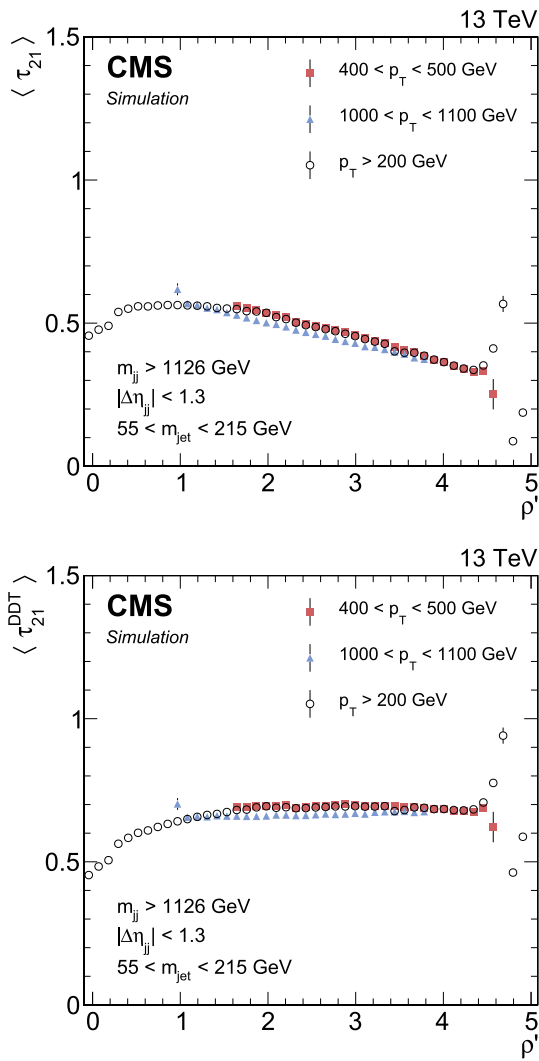 13 TeV
⟨ τ21 ⟩
1.5
CMS
Simulation
400 < pT < 500 GeV
1000 < pT < 1100 GeV
pT > 200 GeV
1
0.5
mjj > 1126 GeV
|Δηjj| < 1.3
55 < mjet < 215 GeV
0
0 1 2 3 4 5
ρ'
13 TeV
⟨ τ21DDT ⟩
1.5
CMS
Simulation
400 < pT < 500 GeV
1000 < pT < 1100 GeV
pT > 200 GeV
1
0.5
mjj > 1126 GeV
|Δηjj| < 1.3
55 < mjet < 215 GeV
0
0 1 2 3 4 5
ρ'